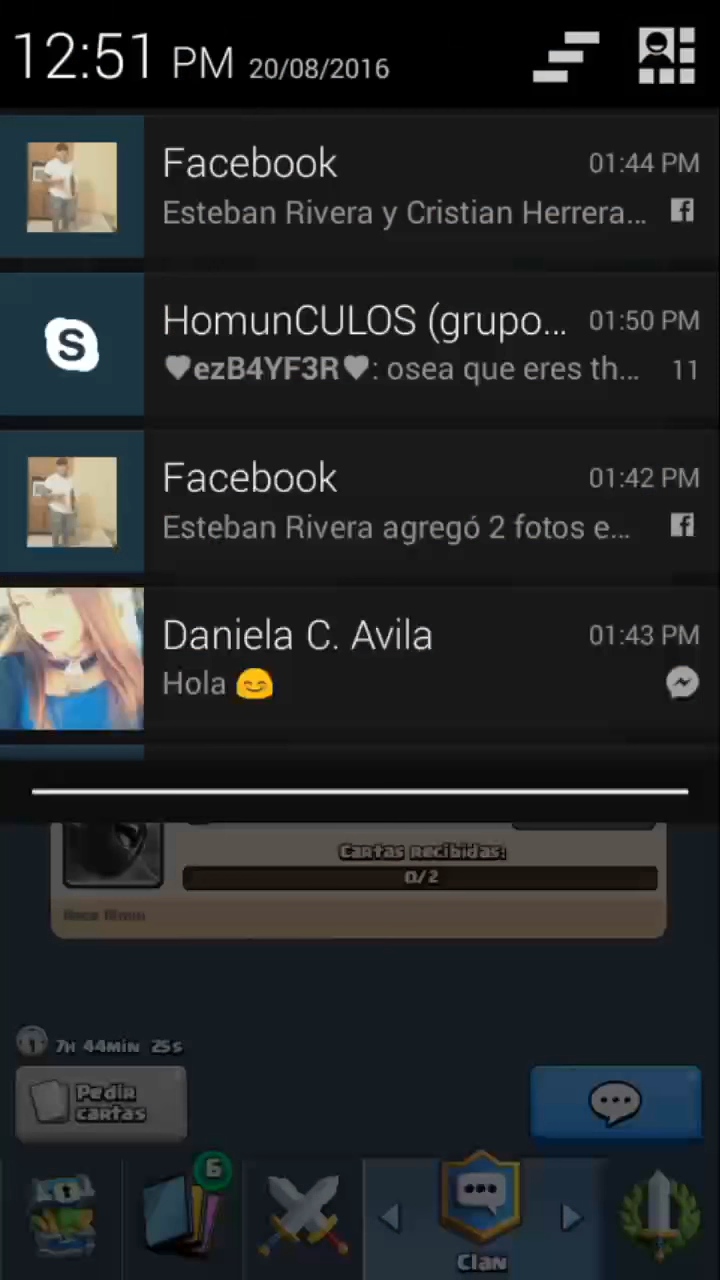 12:51 PM 20/08/2016
Facebook 01:44 PM
Esteban Rivera y Cristian Herrera...
HomunCULOS (grupo... 01:50 PM
♥ezB4YF3R♥: osea que eres th... 11
Facebook 01:42 PM
Esteban Rivera agregó 2 fotos e...
Daniela C. Avila 01:43 PM
Hola 😊
Cartas recibidas:
0/2
7H 44min 25s
Pedir
cartas
6
Clan